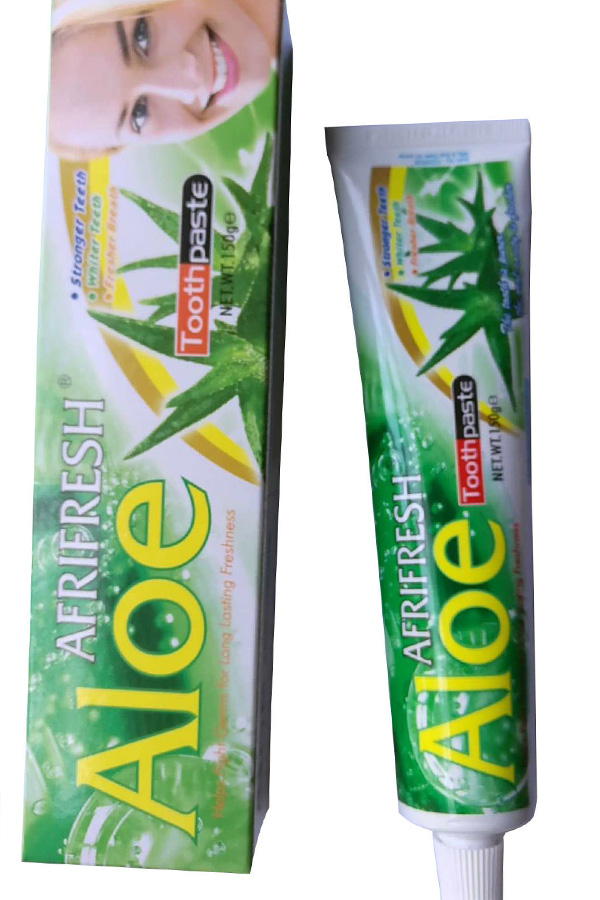 AFRIFRESH ®
Aloe
Toothpaste
NET.WT.150g℮
Stronger Teeth
Whiter Teeth
Fresher Breath
for Long Lasting Freshness
AFRIFRESH
Aloe
Toothpaste
NET.WT.150g℮
Stronger Teeth
Whiter Teeth
Fresher Breath